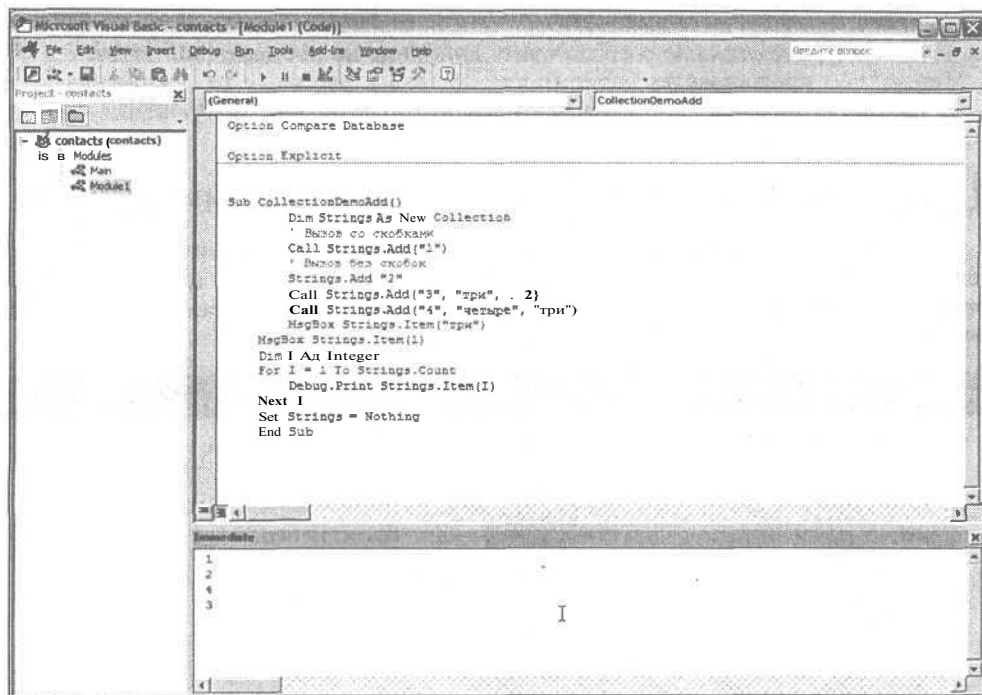 Microsoft Visual Basic - contacts - [Module1 (Code)]
File Edit View Insert Debug Run Tools Add-Ins Window Help
Введите вопрос
Project - contacts
(General)
CollectionDemoAdd
contacts (contacts)
is в Modules
Main
Module1
Option Compare Database
Option Explicit
Sub CollectionDemoAdd()
Dim Strings As New Collection
' Вызов со скобками
Call Strings.Add("1")
' Вызов без скобок
Strings.Add "2"
Call Strings.Add("3", "три", . 2}
Call Strings.Add("4", "четыре", "три")
MsgBox Strings.Item("три")
MsgBox Strings.Item(1)
Dim I Ад Integer
For I = 1 To Strings.Count
Debug.Print Strings.Item(I)
Next I
Set Strings = Nothing
End Sub
Immediate
1
2
4
3